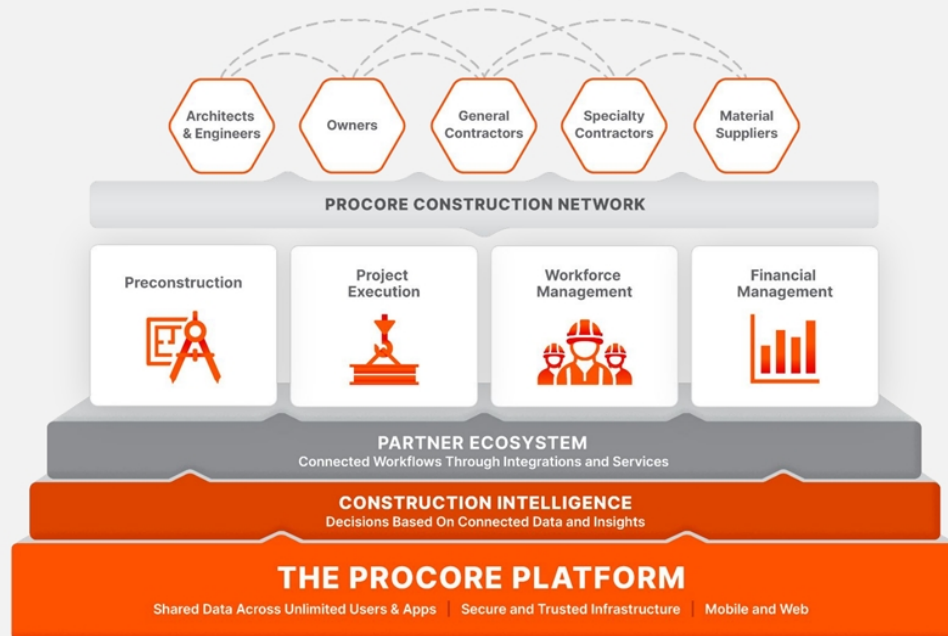 Architects
& Engineers
Owners
General
Contractors
Specialty
Contractors
Material
Suppliers
PROCORE CONSTRUCTION NETWORK
Preconstruction
Project
Execution
Workforce
Management
Financial
Management
PARTNER ECOSYSTEM
Connected Workflows Through Integrations and Services
CONSTRUCTION INTELLIGENCE
Decisions Based On Connected Data and Insights
THE PROCORE PLATFORM
Shared Data Across Unlimited Users & Apps | Secure and Trusted Infrastructure | Mobile and Web